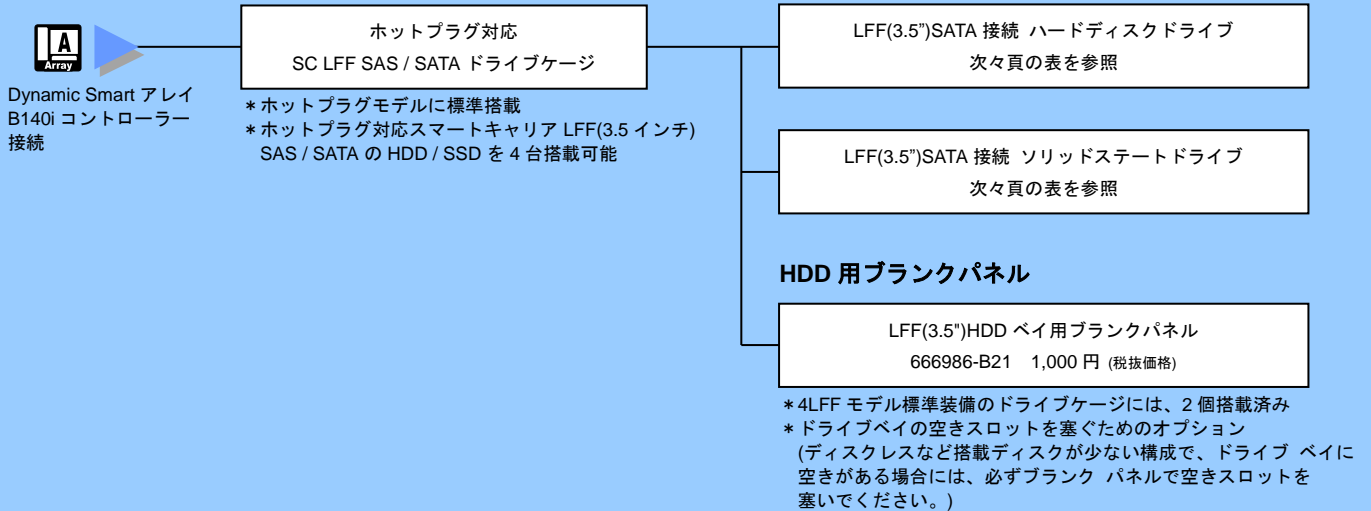 A
Array
Dynamic Smart アレイ
B140i コントローラー
接続
ホットプラグ対応
SC LFF SAS / SATA ドライブケージ
＊ホットプラグモデルに標準搭載
＊ホットプラグ対応スマートキャリア LFF(3.5 インチ)
SAS / SATA の HDD / SSD を 4 台搭載可能
LFF(3.5”)SATA 接続 ハードディスクドライブ
次々頁の表を参照
LFF(3.5”)SATA 接続 ソリッドステートドライブ
次々頁の表を参照
HDD 用ブランクパネル
LFF(3.5")HDD ベイ用ブランクパネル
666986-B21 1,000 円 (税抜価格)
＊4LFF モデル標準装備のドライブケージには、2 個搭載済み
＊ドライブベイの空きスロットを塞ぐためのオプション
(ディスクレスなど搭載ディスクが少ない構成で、ドライブ ベイに
空きがある場合には、必ずブランク パネルで空きスロットを
塞いでください。)